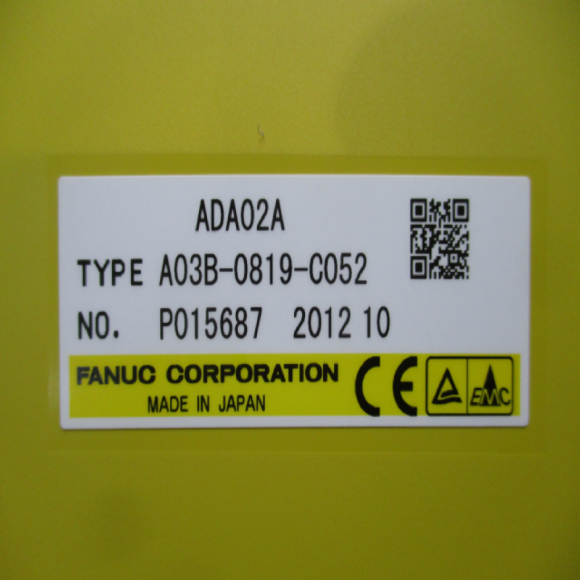 ADA02A
TYPE A03B-0819-C052
NO. P015687 2012 10
FANUC CORPORATION
MADE IN JAPAN
CE
EMC